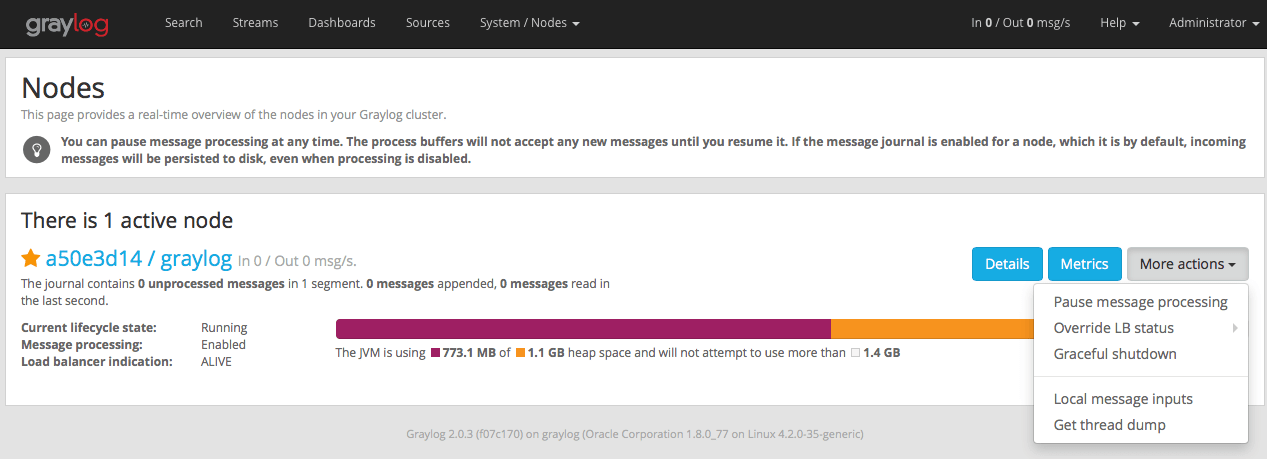 graylog Search Streams Dashboards Sources System / Nodes In 0 / Out 0 msg/s Help Administrator
Nodes
This page provides a real-time overview of the nodes in your Graylog cluster.
You can pause message processing at any time. The process buffers will not accept any new messages until you resume it. If the message journal is enabled for a node, which it is by default, incoming
messages will be persisted to disk, even when processing is disabled.
There is 1 active node
a50e3d14 / graylog In 0 / Out 0 msg/s.
Details Metrics More actions
The journal contains 0 unprocessed messages in 1 segment. 0 messages appended, 0 messages read in
the last second.
Current lifecycle state: Running
Message processing: Enabled
Load balancer indication: ALIVE
The JVM is using 773.1 MB of 1.1 GB heap space and will not attempt to use more than 1.4 GB
Pause message processing
Override LB status
Graceful shutdown
Local message inputs
Get thread dump
Graylog 2.0.3 (f07c170) on graylog (Oracle Corporation 1.8.0_77 on Linux 4.2.0-35-generic)